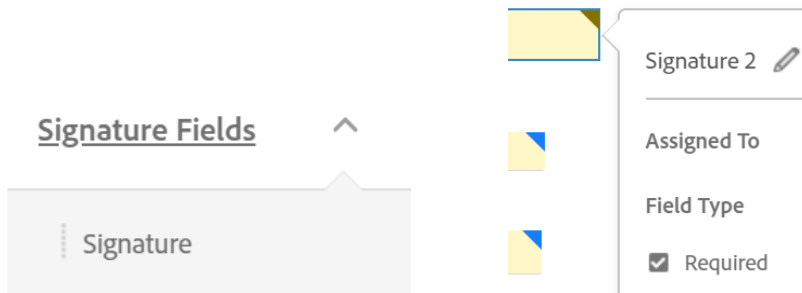 Signature Fields
Signature
Signature 2
Assigned To
Field Type
Required